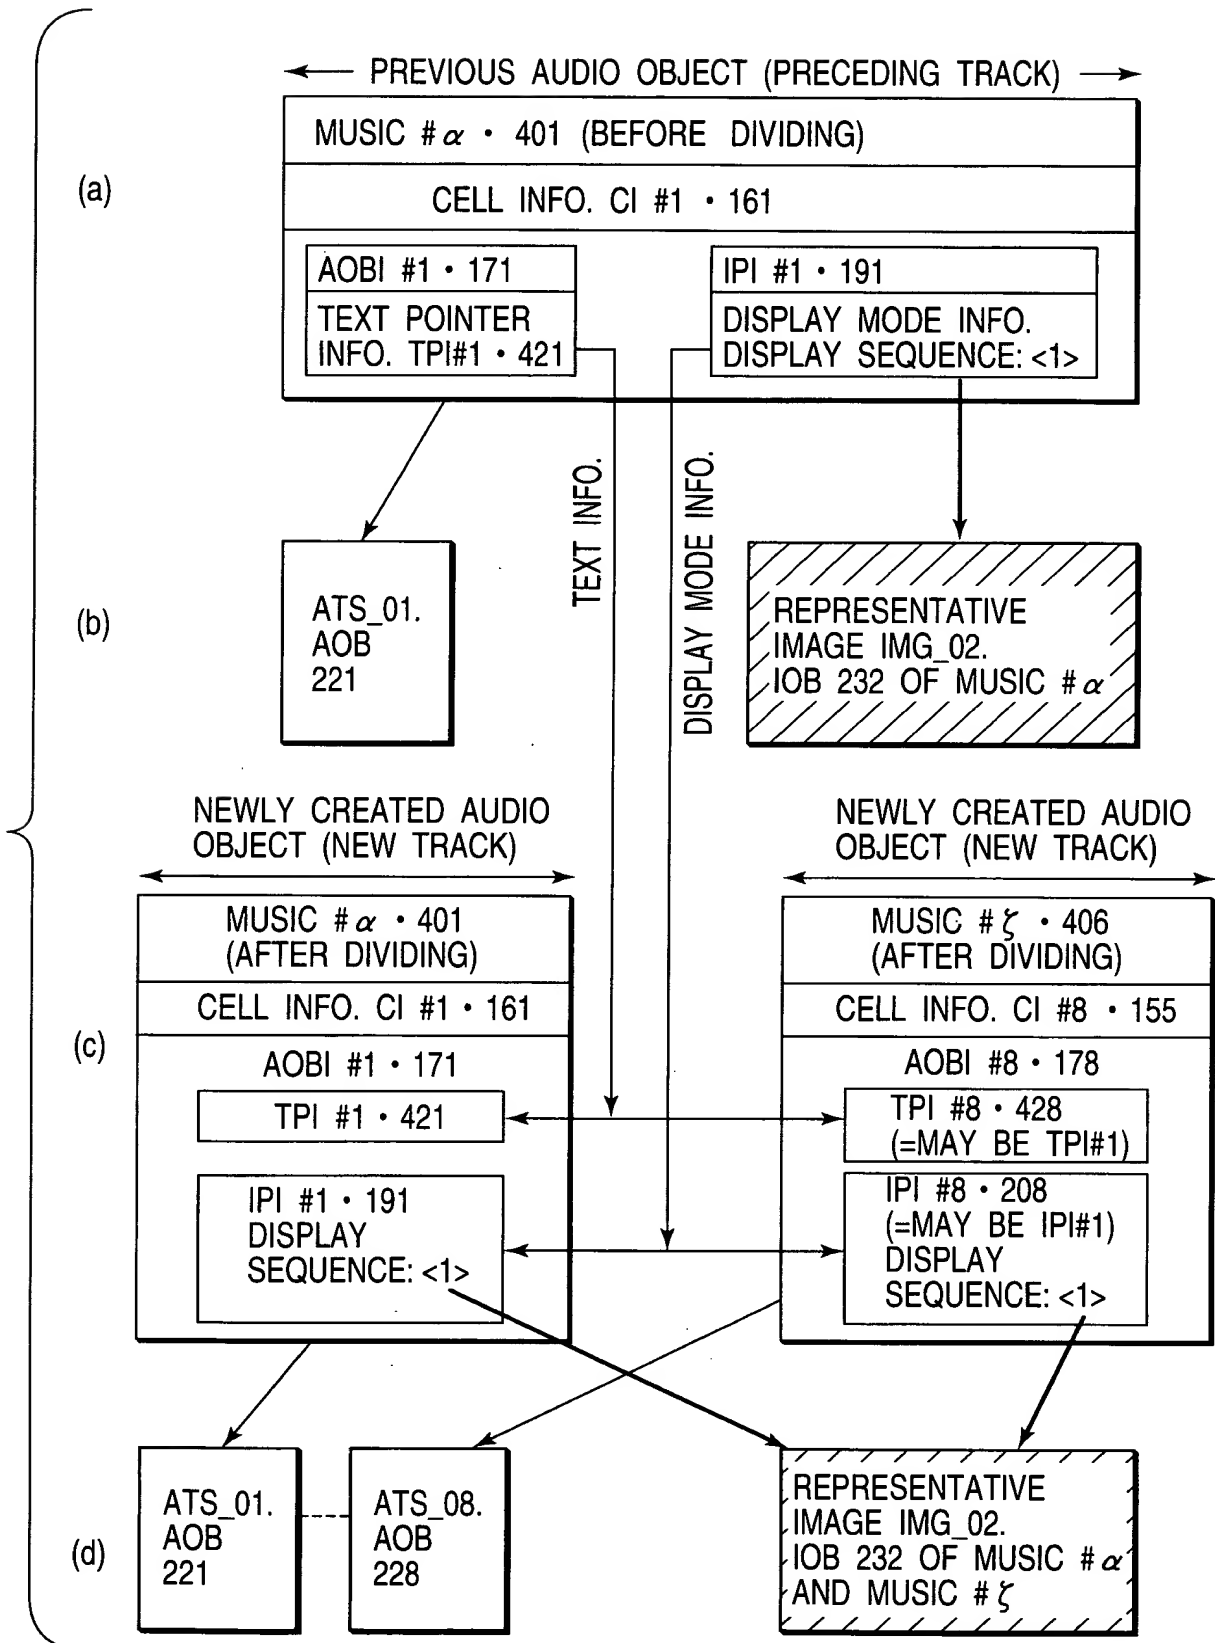 PREVIOUS AUDIO OBJECT (PRECEDING TRACK)
MUSIC #α • 401 (BEFORE DIVIDING)
(a)
CELL INFO. CI #1 • 161
AOBI #1 • 171
TEXT POINTER
INFO. TPI#1 • 421
IPI #1 • 191
DISPLAY MODE INFO.
DISPLAY SEQUENCE: <1>
TEXT INFO.
DISPLAY MODE INFO.
(b)
ATS_01.
AOB
221
REPRESENTATIVE
IMAGE IMG_02.
IOB 232 OF MUSIC #α
NEWLY CREATED AUDIO
OBJECT (NEW TRACK)
NEWLY CREATED AUDIO
OBJECT (NEW TRACK)
(c)
MUSIC #α • 401
(AFTER DIVIDING)
CELL INFO. CI #1 • 161
AOBI #1 • 171
TPI #1 • 421
IPI #1 • 191
DISPLAY
SEQUENCE: <1>
MUSIC #ζ • 406
(AFTER DIVIDING)
CELL INFO. CI #8 • 155
AOBI #8 • 178
TPI #8 • 428
(=MAY BE TPI#1)
IPI #8 • 208
(=MAY BE IPI#1)
DISPLAY
SEQUENCE: <1>
(d)
ATS_01.
AOB
221
ATS_08.
AOB
228
REPRESENTATIVE
IMAGE IMG_02.
IOB 232 OF MUSIC #α
AND MUSIC #ζ